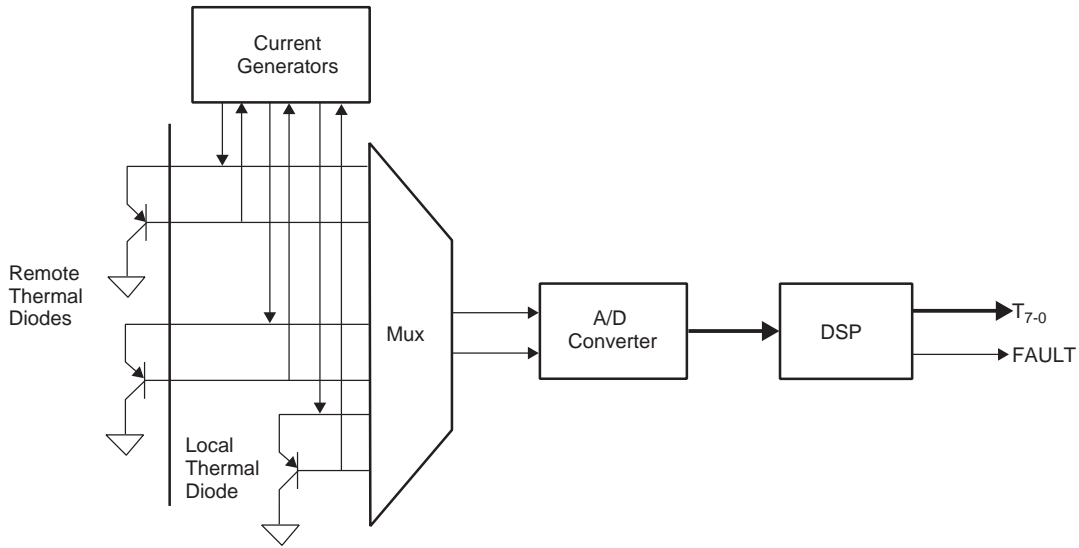 Current
Generators
Remote
Thermal
Diodes
Mux
A/D
Converter
DSP
T7-0
FAULT
Local
Thermal
Diode